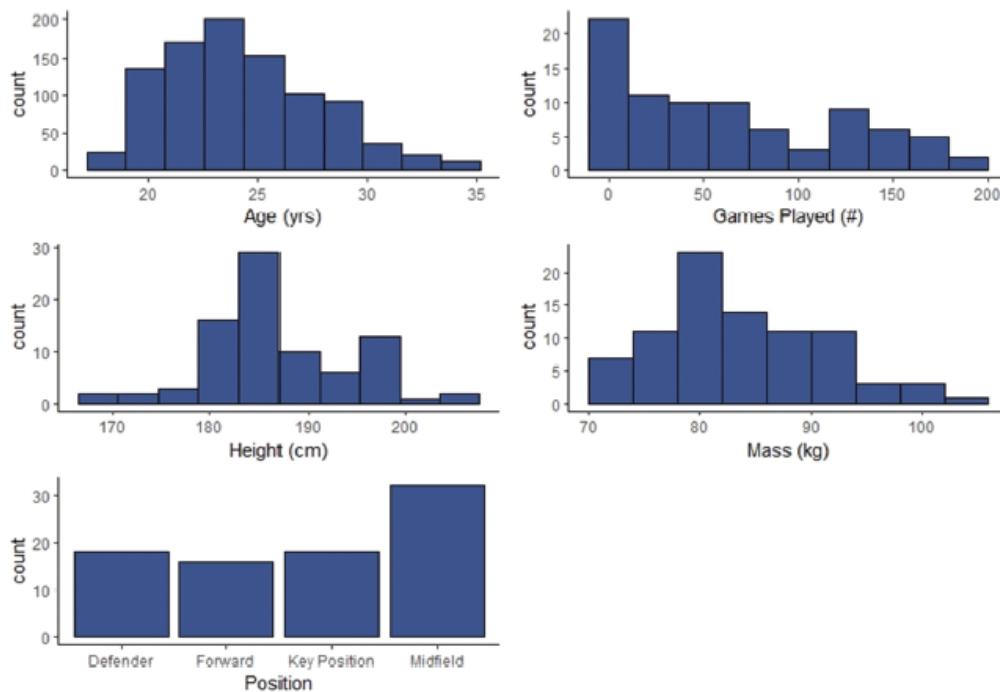 200
150
100
50
0
count
20
25
30
35
Age (yrs)
20
15
10
5
0
count
0
50
100
150
200
Games Played (#)
30
20
10
0
count
170
180
190
200
Height (cm)
20
15
10
5
0
count
70
80
90
100
Mass (kg)
30
20
10
0
count
Defender
Forward
Key Position
Midfield
Position